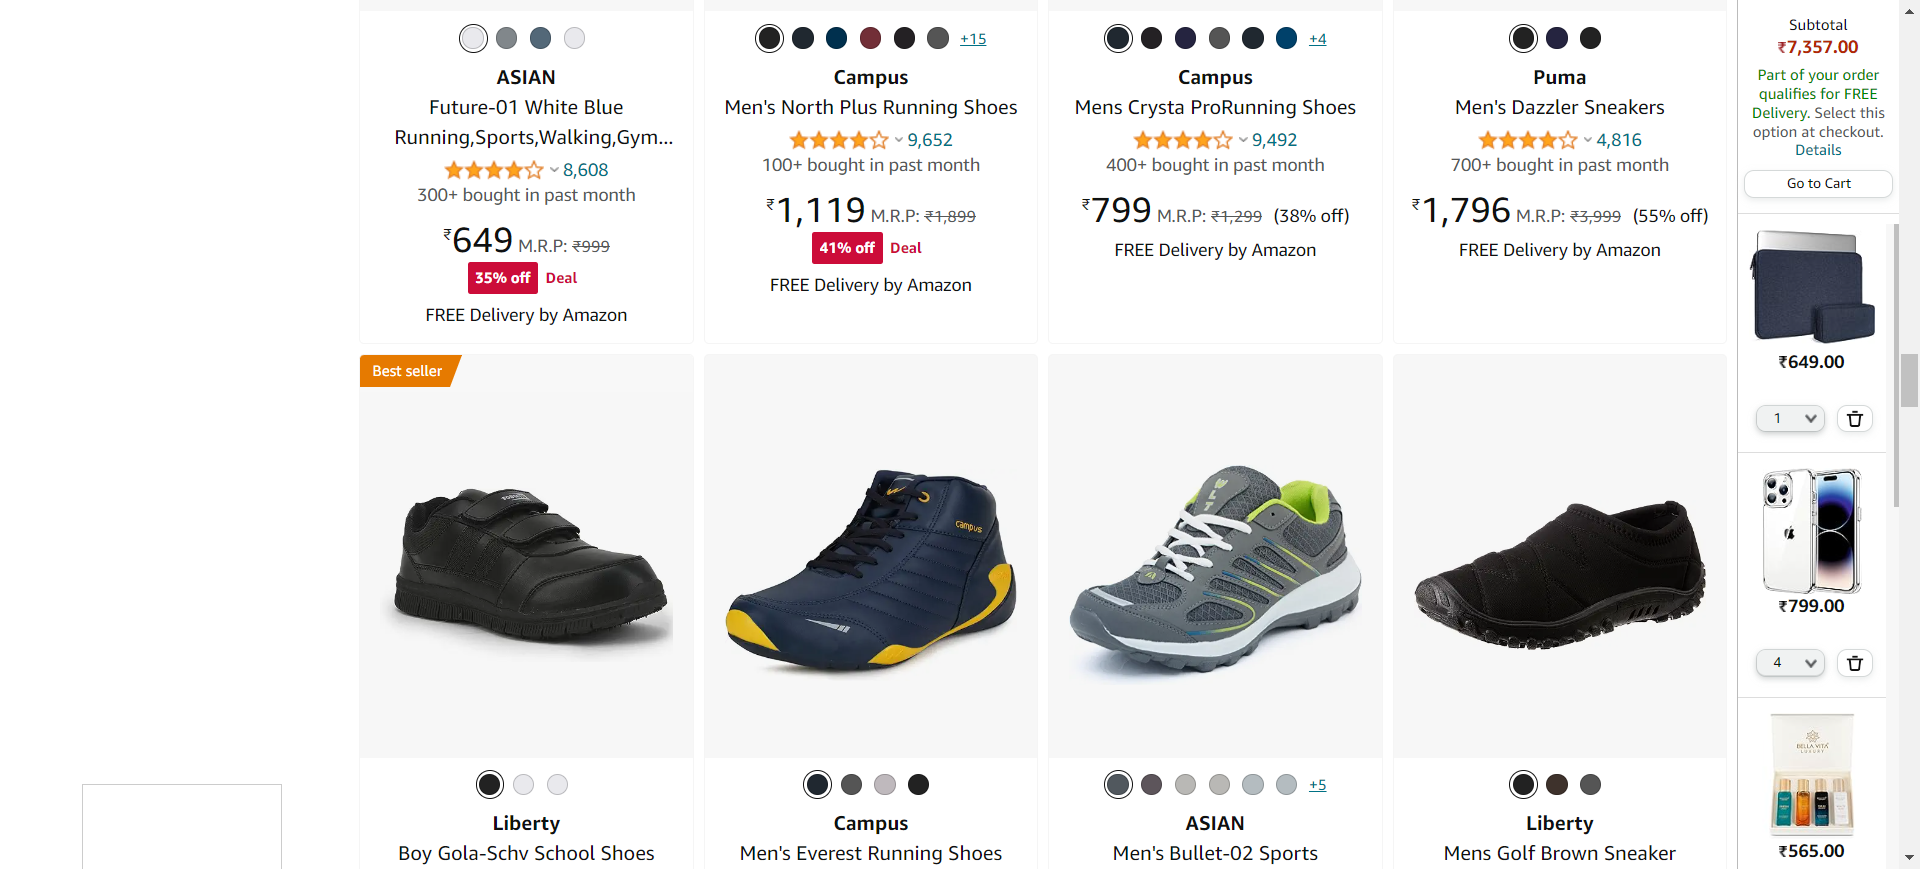 +15
+4
ASIAN
Future-01 White Blue
Running,Sports,Walking,Gym...
8,608
300+ bought in past month
₹649 M.R.P: ₹999
35% off Deal
FREE Delivery by Amazon
Campus
Men's North Plus Running Shoes
9,652
100+ bought in past month
₹1,119 M.R.P: ₹1,899
41% off Deal
FREE Delivery by Amazon
Campus
Mens Crysta ProRunning Shoes
9,492
400+ bought in past month
₹799 M.R.P: ₹1,299 (38% off)
FREE Delivery by Amazon
Puma
Men's Dazzler Sneakers
4,816
700+ bought in past month
₹1,796 M.R.P: ₹3,999 (55% off)
FREE Delivery by Amazon
Best seller
campus
WLT
+5
Liberty
Boy Gola-Schv School Shoes
Campus
Men's Everest Running Shoes
ASIAN
Men's Bullet-02 Sports
Liberty
Mens Golf Brown Sneaker
Subtotal
₹7,357.00
Part of your order
qualifies for FREE
Delivery. Select this
option at checkout.
Details
Go to Cart
₹649.00
1
₹799.00
4
BELLA VITA
LUXURY
₹565.00